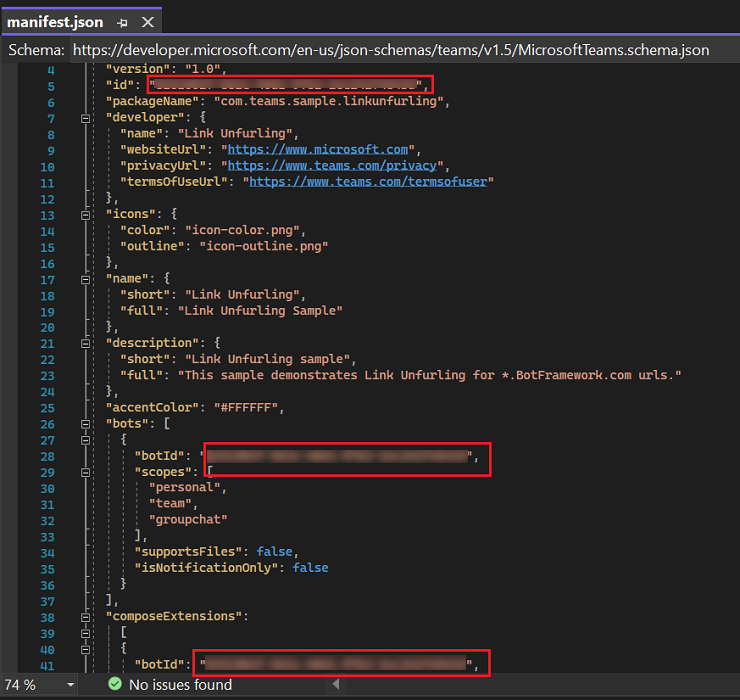 manifest.json
Schema: https://developer.microsoft.com/en-us/json-schemas/teams/v1.5/MicrosoftTeams.schema.json
4 "version": "1.0",
5 "id": "",
6 "packageName": "com.teams.sample.linkunfurling",
7 "developer": {
8 "name": "Link Unfurling",
9 "websiteUrl": "https://www.microsoft.com",
10 "privacyUrl": "https://www.teams.com/privacy",
11 "termsOfUseUrl": "https://www.teams.com/termsofuser"
12 },
13 "icons": {
14 "color": "icon-color.png",
15 "outline": "icon-outline.png"
16 },
17 "name": {
18 "short": "Link Unfurling",
19 "full": "Link Unfurling Sample"
20 },
21 "description": {
22 "short": "Link Unfurling sample",
23 "full": "This sample demonstrates Link Unfurling for *.BotFramework.com urls."
24 },
25 "accentColor": "#FFFFFF",
26 "bots": [
27 {
28 "botId": "",
29 "scopes": [
30 "personal",
31 "team",
32 "groupchat"
33 ],
34 "supportsFiles": false,
35 "isNotificationOnly": false
36 }
37 ],
38 "composeExtensions":
39 [
40 {
41 "botId": "",
74 % No issues found